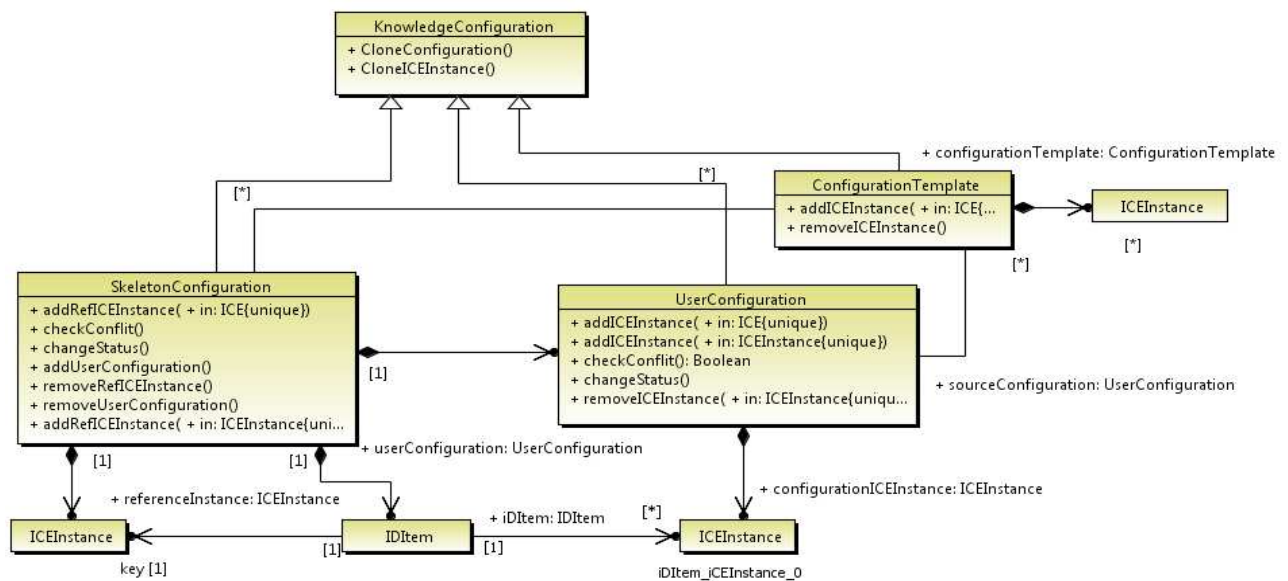 KnowledgeConfiguration
+ CloneConfiguration()
+ CloneICEInstance()
+ configurationTemplate: ConfigurationTemplate
[*]
[*]
ConfigurationTemplate
+ addICEInstance( + in: ICE{...
+ removeICEInstance()
ICEInstance
[*]
[*]
SkeletonConfiguration
+ addRefICEInstance( + in: ICE{unique})
+ checkConflit()
+ changeStatus()
+ addUserConfiguration()
+ removeRefICEInstance()
+ removeUserConfiguration()
+ addRefICEInstance( + in: ICEInstance{uni...
[1]
UserConfiguration
+ addICEInstance( + in: ICE{unique})
+ addICEInstance( + in: ICEInstance{unique})
+ checkConflit(): Boolean
+ changeStatus()
+ removeICEInstance( + in: ICEInstance{uniqu...
+ sourceConfiguration: UserConfiguration
[1]
[1]
+ userConfiguration: UserConfiguration
+ referenceInstance: ICEInstance
+ configurationICEInstance: ICEInstance
+ iDItem: IDItem
[*]
ICEInstance
IDItem
ICEInstance
[1]
[1]
key [1]
iDItem_iCEInstance_0